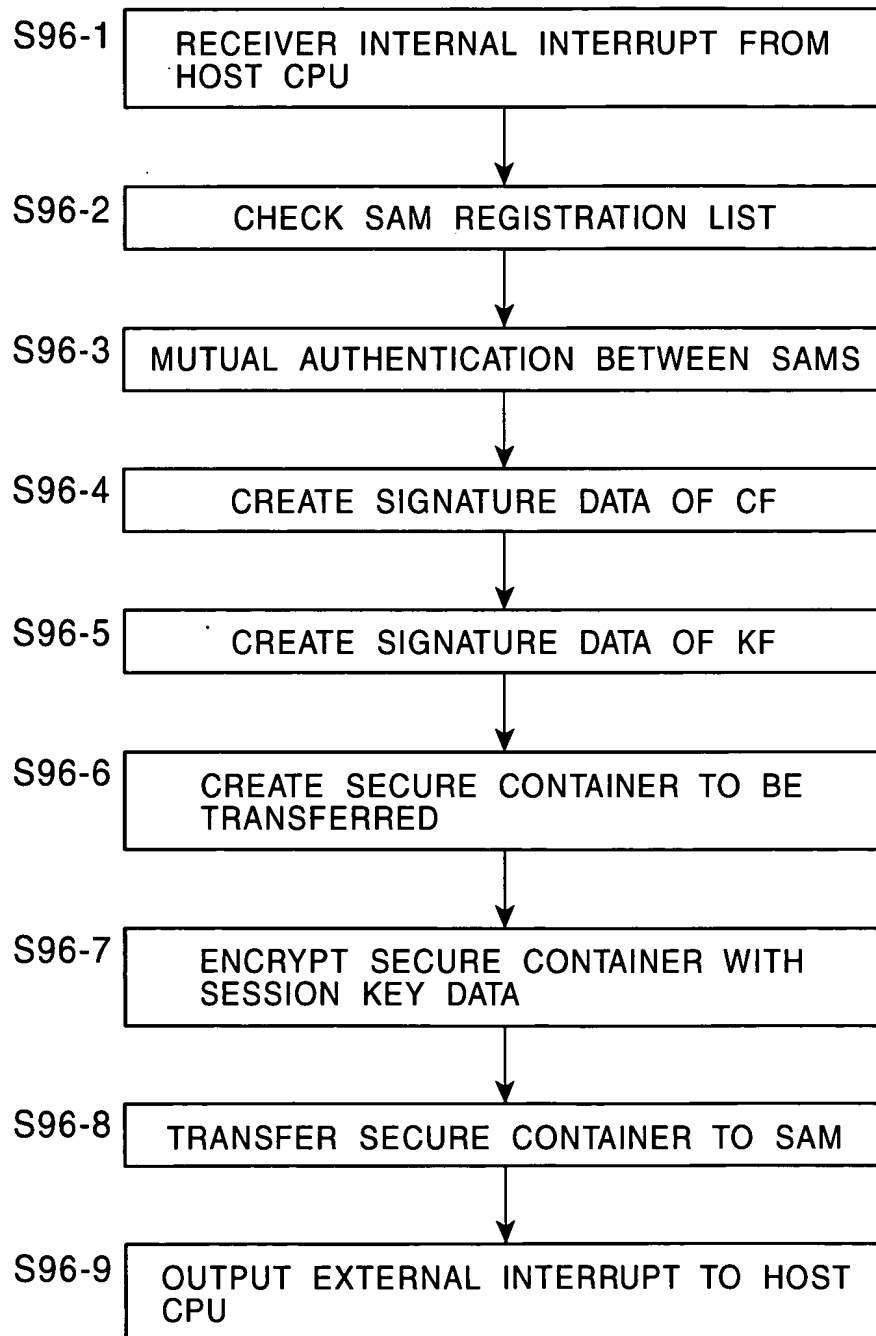 S96-1
RECEIVER INTERNAL INTERRUPT FROM
HOST CPU
S96-2
CHECK SAM REGISTRATION LIST
S96-3
MUTUAL AUTHENTICATION BETWEEN SAMS
S96-4
CREATE SIGNATURE DATA OF CF
S96-5
CREATE SIGNATURE DATA OF KF
S96-6
CREATE SECURE CONTAINER TO BE
TRANSFERRED
S96-7
ENCRYPT SECURE CONTAINER WITH
SESSION KEY DATA
S96-8
TRANSFER SECURE CONTAINER TO SAM
S96-9
OUTPUT EXTERNAL INTERRUPT TO HOST
CPU